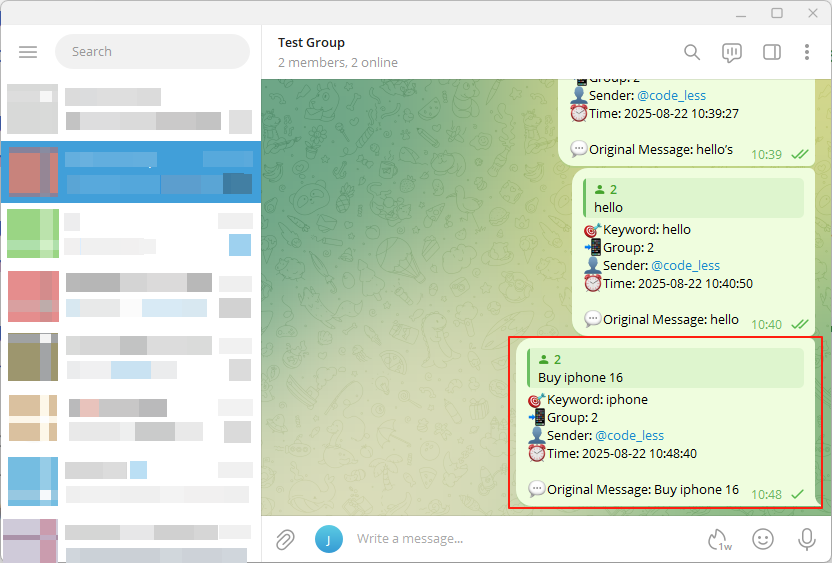 Search
Test Group
2 members, 2 online
Group: 2
Sender: @code_less
Time: 2025-08-22 10:39:27
Original Message: hello's
10:39
2
hello
Keyword: hello
Group: 2
Sender: @code_less
Time: 2025-08-22 10:40:50
Original Message: hello
10:40
2
Buy iphone 16
Keyword: iphone
Group: 2
Sender: @code_less
Time: 2025-08-22 10:48:40
Original Message: Buy iphone 16
10:48
J
Write a message...
1w